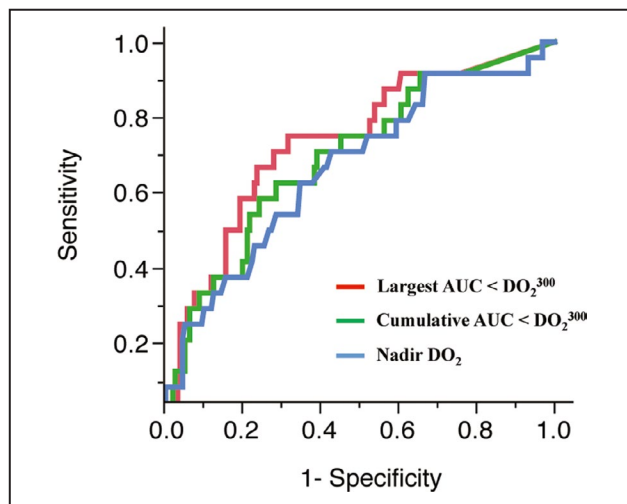 Sensitivity
1.0
0.8
0.6
0.4
0.2
Largest AUC < DO₂³⁰⁰
Cumulative AUC < DO₂³⁰⁰
Nadir DO₂
0.0 0.2 0.4 0.6 0.8 1.0
1- Specificity